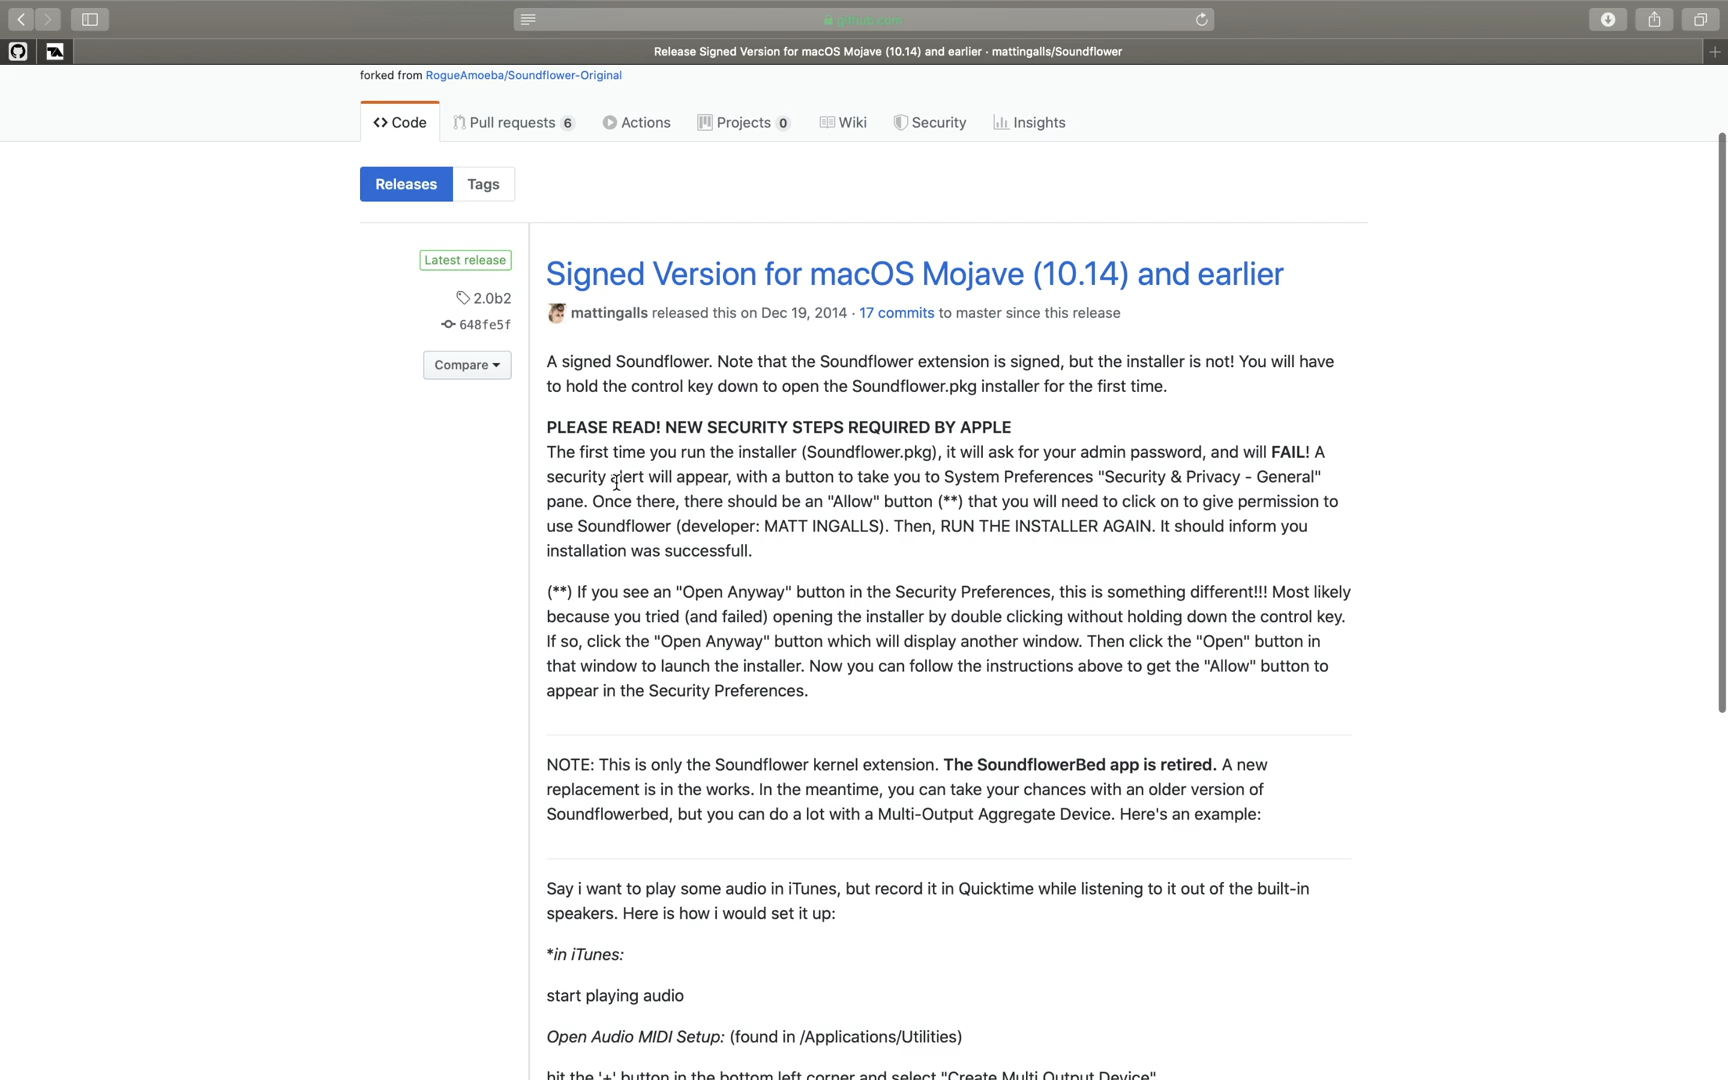 github.com
Release Signed Version for macOS Mojave (10.14) and earlier · mattingalls/Soundflower
forked from RogueAmoeba/Soundflower-Original
Code
Pull requests 6
Actions
Projects 0
Wiki
Security
Insights
Releases
Tags
Latest release
2.0b2
648fe5f
Compare
Signed Version for macOS Mojave (10.14) and earlier
mattingalls released this on Dec 19, 2014 · 17 commits to master since this release
A signed Soundflower. Note that the Soundflower extension is signed, but the installer is not! You will have
to hold the control key down to open the Soundflower.pkg installer for the first time.
PLEASE READ! NEW SECURITY STEPS REQUIRED BY APPLE
The first time you run the installer (Soundflower.pkg), it will ask for your admin password, and will FAIL! A
security alert will appear, with a button to take you to System Preferences "Security & Privacy - General"
pane. Once there, there should be an "Allow" button (**) that you will need to click on to give permission to
use Soundflower (developer: MATT INGALLS). Then, RUN THE INSTALLER AGAIN. It should inform you
installation was successfull.
(**) If you see an "Open Anyway" button in the Security Preferences, this is something different!!! Most likely
because you tried (and failed) opening the installer by double clicking without holding down the control key.
If so, click the "Open Anyway" button which will display another window. Then click the "Open" button in
that window to launch the installer. Now you can follow the instructions above to get the "Allow" button to
appear in the Security Preferences.
NOTE: This is only the Soundflower kernel extension. The SoundflowerBed app is retired. A new
replacement is in the works. In the meantime, you can take your chances with an older version of
Soundflowerbed, but you can do a lot with a Multi-Output Aggregate Device. Here's an example:
Say i want to play some audio in iTunes, but record it in Quicktime while listening to it out of the built-in
speakers. Here is how i would set it up:
*in iTunes:
start playing audio
Open Audio MIDI Setup: (found in /Applications/Utilities)
hit the '+' button in the bottom left corner and select "Create Multi Output Device"